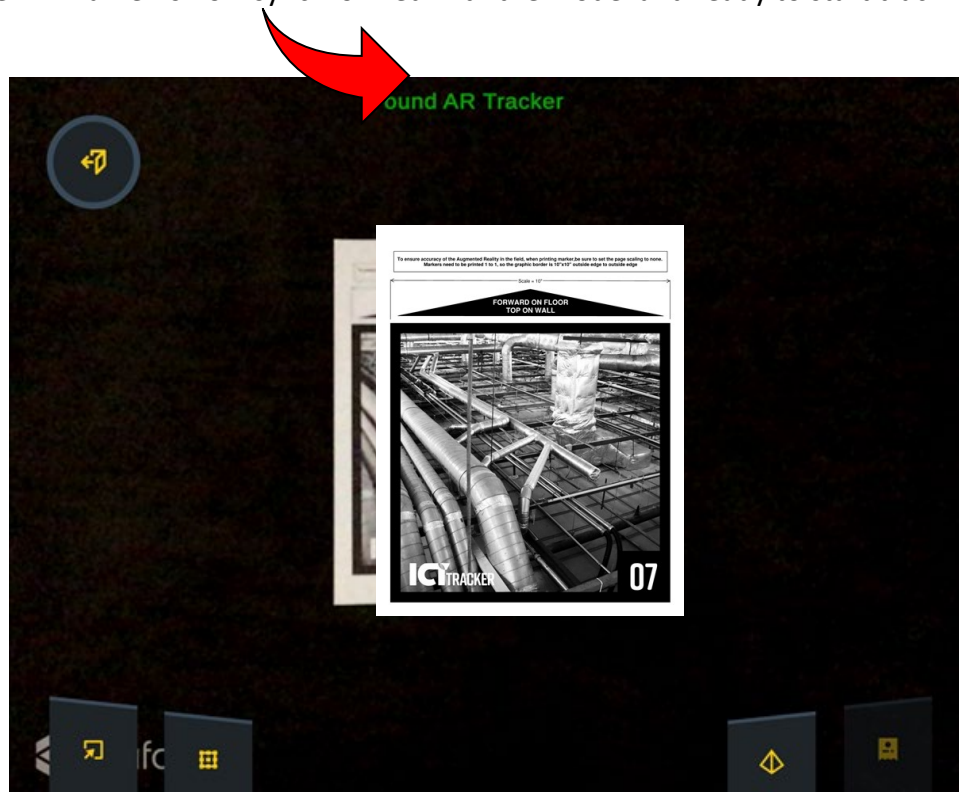 ound AR Tracker
To ensure accuracy of the Augmented Reality in the field, when printing marker,be sure to set the page scaling to none.
Markers need to be printed 1 to 1, so the graphic border is 10"x10" outside edge to outside edge
Scale = 10"
FORWARD ON FLOOR
TOP ON WALL
ICT TRACKER
07